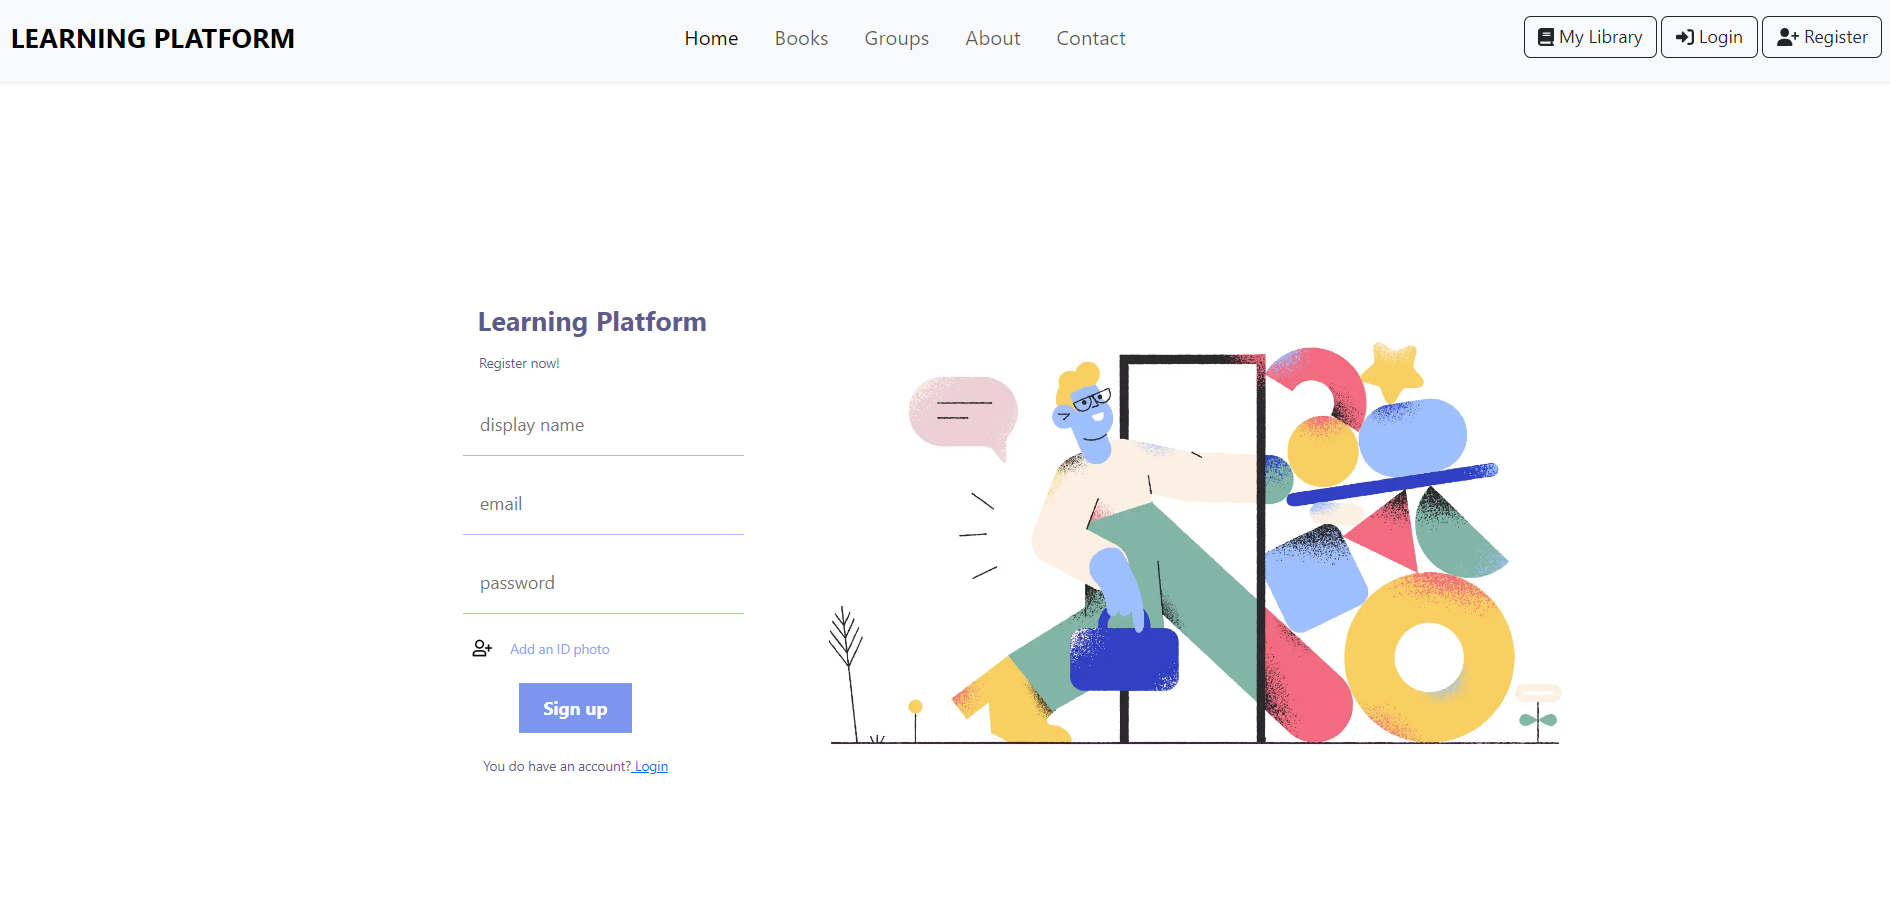 LEARNING PLATFORM
Home Books Groups About Contact
My Library Login Register
Learning Platform
Register now!
display name
email
password
Add an ID photo
Sign up
You do have an account? Login